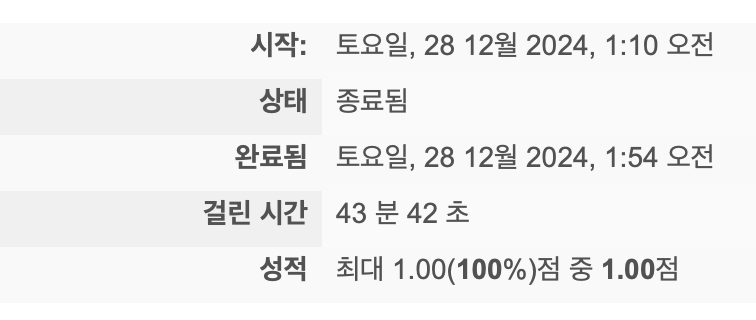 시작: 토요일, 28 12월 2024, 1:10 오전
상태 종료됨
완료됨 토요일, 28 12월 2024, 1:54 오전
걸린 시간 43 분 42 초
성적 최대 1.00(100%)점 중 1.00점